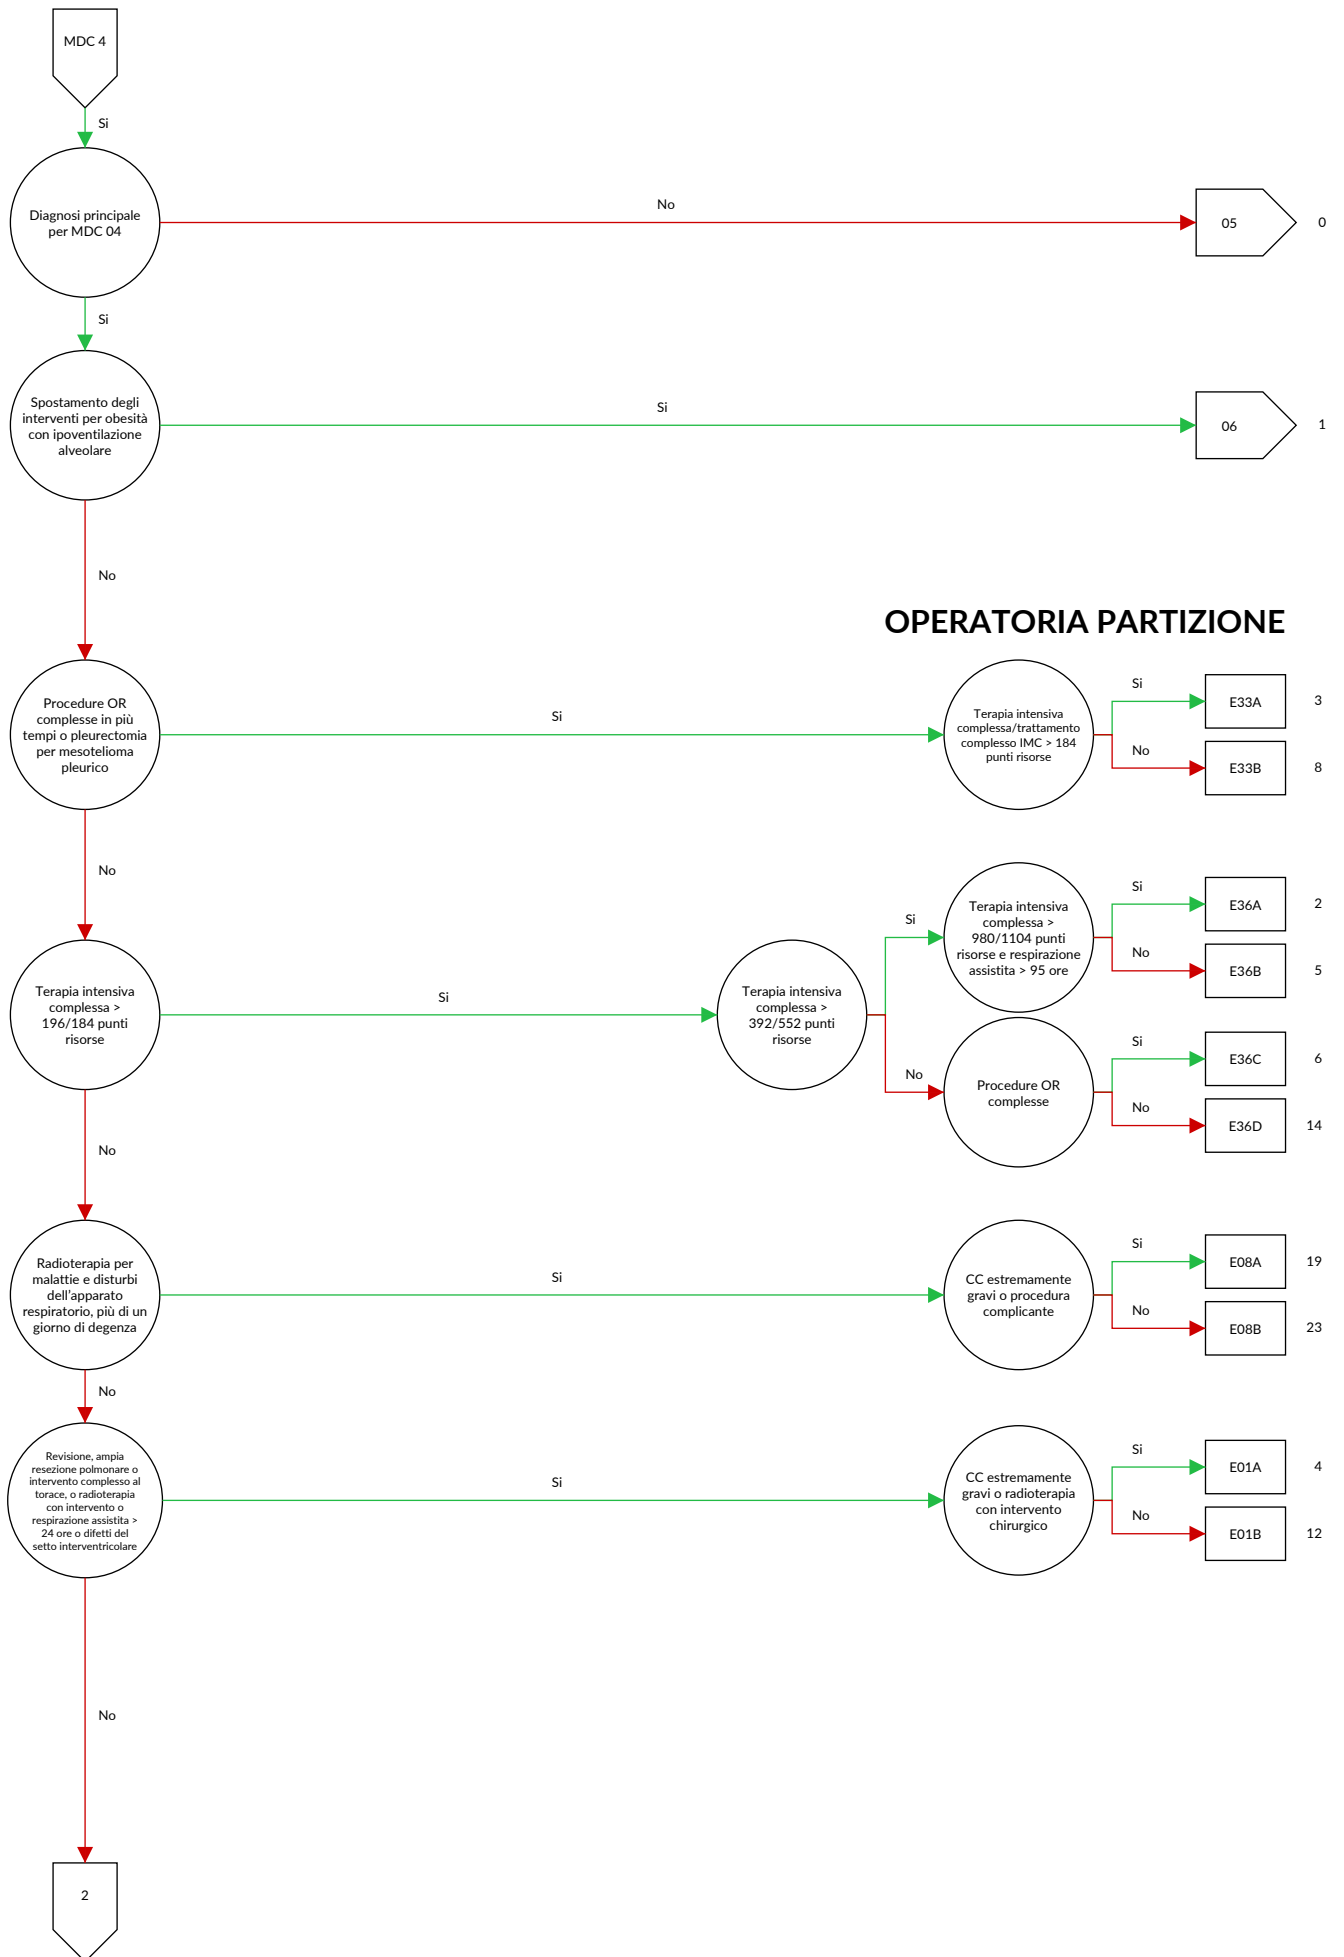 MDC 4
Si
Diagnosi principale
per MDC 04
No
05
0
Si
Spostamento degli
interventi per obesità
con ipoventilazione
alveolare
Si
06
1
No
OPERATORIA PARTIZIONE
Procedure OR
complesse in più
tempi o pleurectomia
per mesotelioma
pleurico
Si
Terapia intensiva
complessa/trattamento
complesso IMC > 184
punti risorse
Si
E33A
3
No
E33B
8
No
Terapia intensiva
complessa >
196/184 punti
risorse
Si
Terapia intensiva
complessa >
392/552 punti
risorse
Si
Terapia intensiva
complessa >
980/1104 punti
risorse e respirazione
assistita > 95 ore
Si
E36A
2
No
E36B
5
No
Procedure OR
complesse
Si
E36C
6
No
E36D
14
No
Radioterapia per
malattie e disturbi
dell'apparato
respiratorio, più di un
giorno di degenza
Si
CC estremamente
gravi o procedura
complicante
Si
E08A
19
No
E08B
23
No
Revisione, ampia
resezione polmonare o
intervento complesso al
torace, o radioterapia
con intervento o
respirazione assistita >
24 ore o difetti del
setto interventricolare
Si
CC estremamente
gravi o radioterapia
con intervento
chirurgico
Si
E01A
4
No
E01B
12
No
2